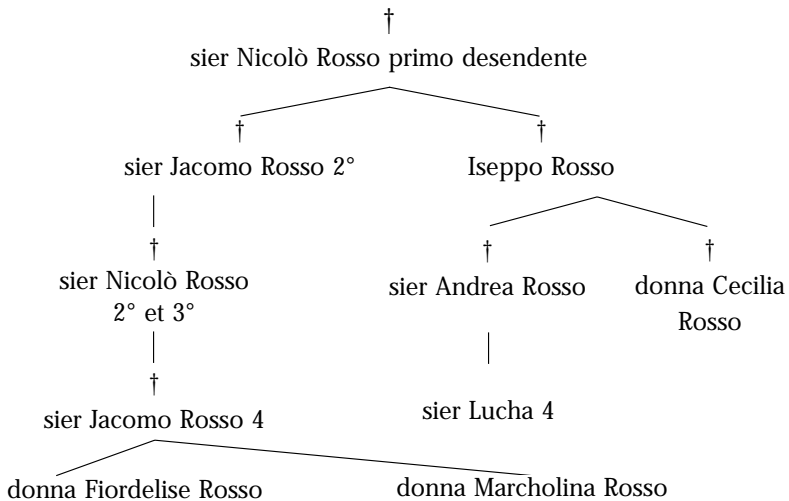 †
sier Nicolò Rosso primo desendente
† †
sier Jacomo Rosso 2° Iseppo Rosso
† † †
sier Nicolò Rosso sier Andrea Rosso donna Cecilia
2° et 3° Rosso
†
sier Jacomo Rosso 4 sier Lucha 4
donna Fiordelise Rosso donna Marcholina Rosso